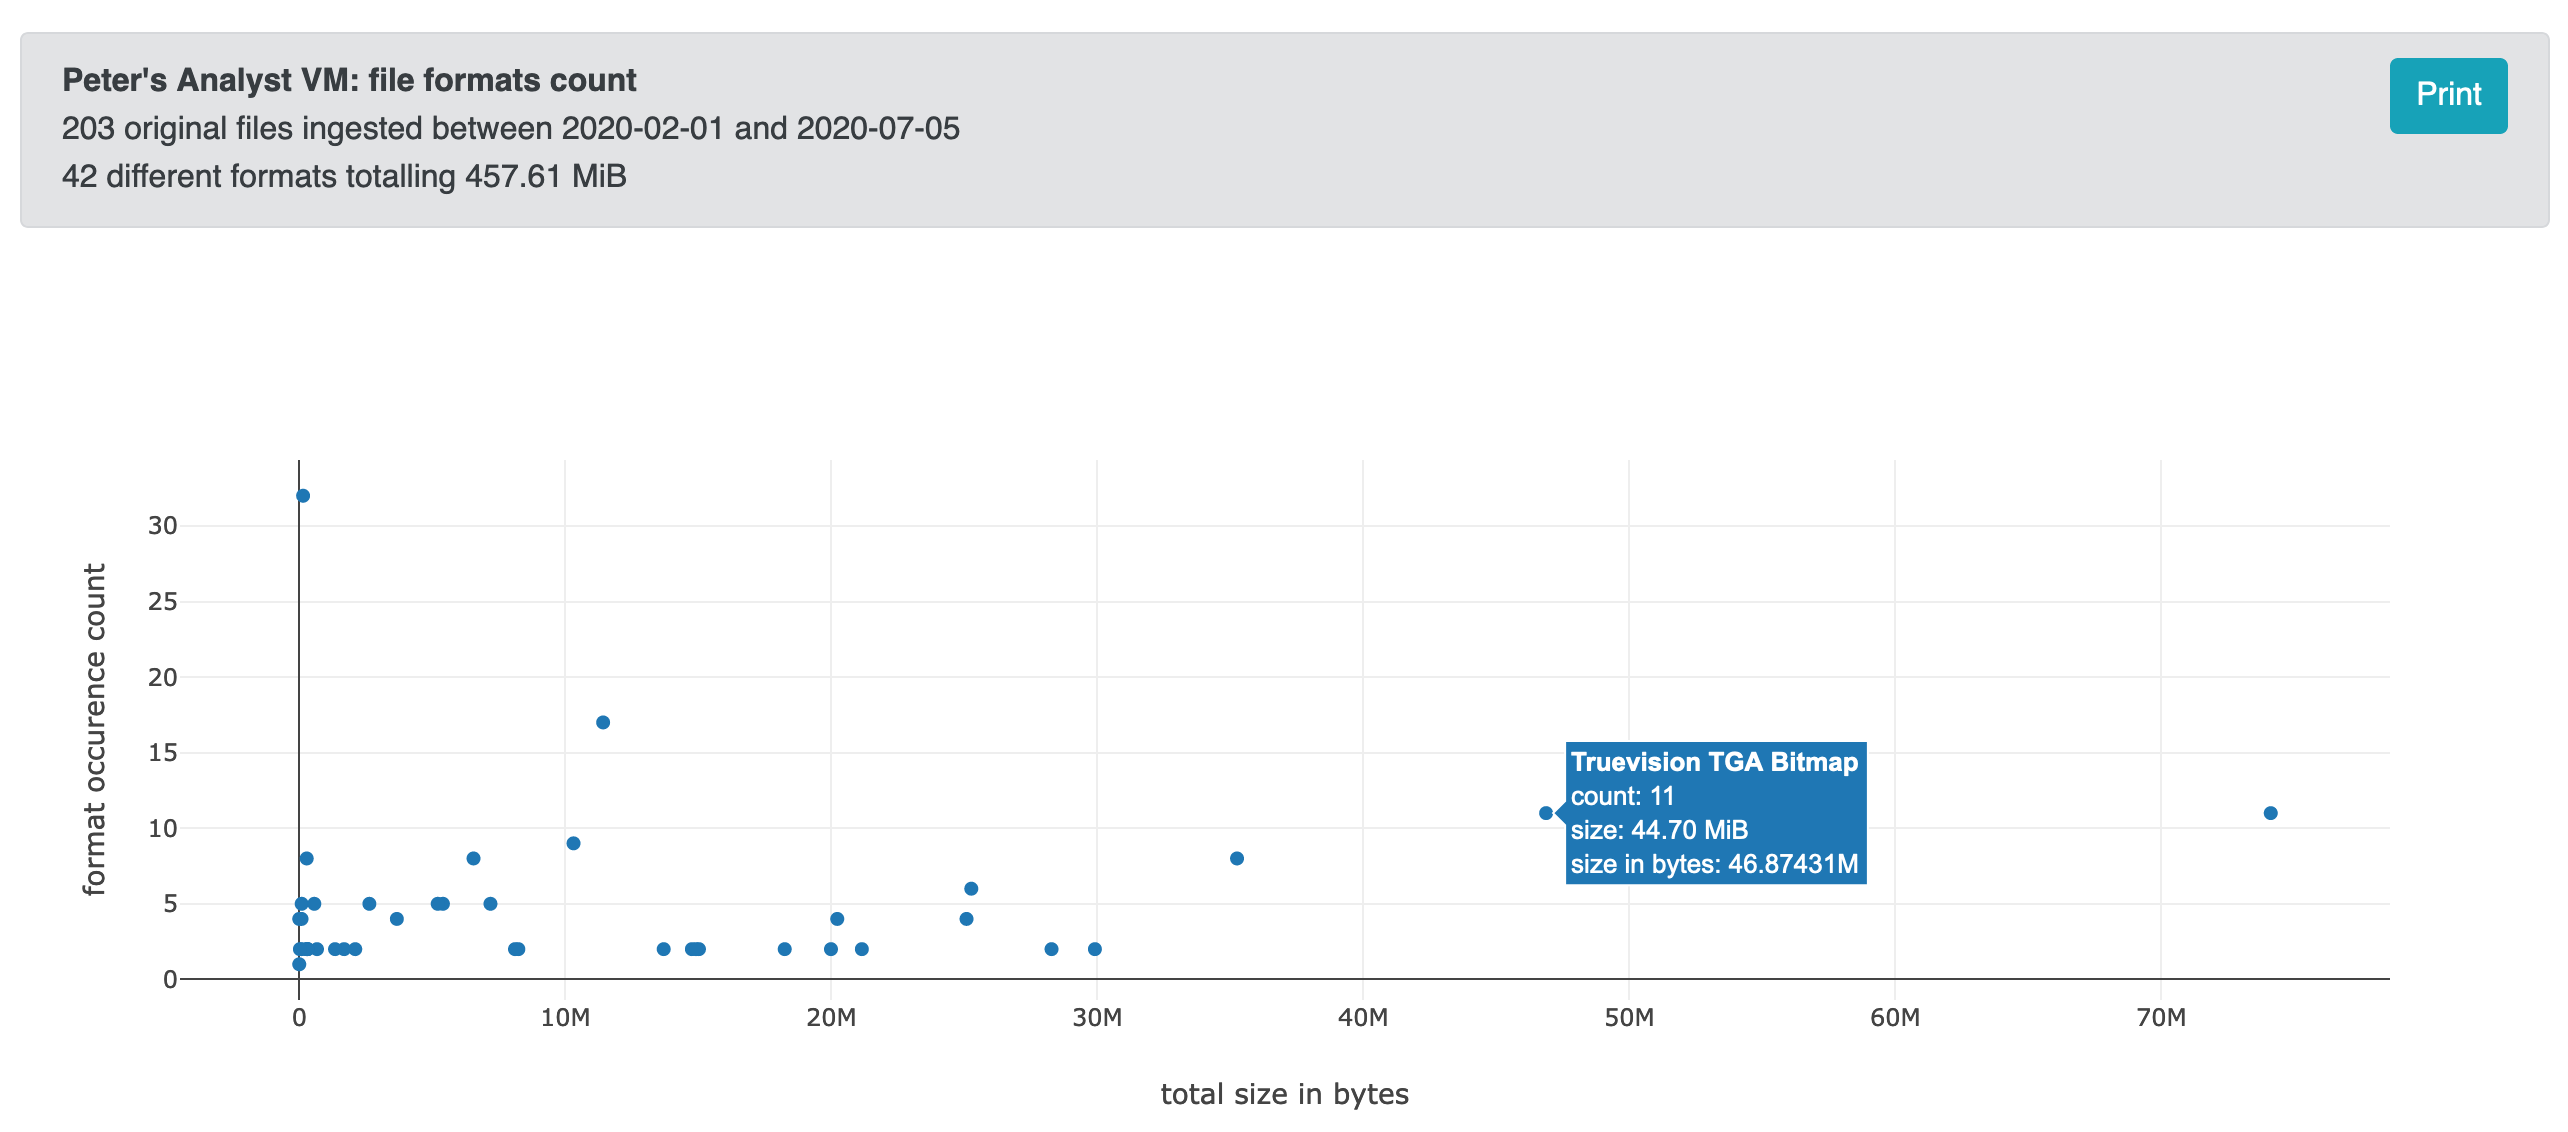 Peter's Analyst VM: file formats count
Print
203 original files ingested between 2020-02-01 and 2020-07-05
42 different formats totalling 457.61 MiB
format occurence count
30
25
20
15
10
5
0
Truevision TGA Bitmap
count: 11
size: 44.70 MiB
size in bytes: 46.87431M
0 10M 20M 30M 40M 50M 60M 70M
total size in bytes